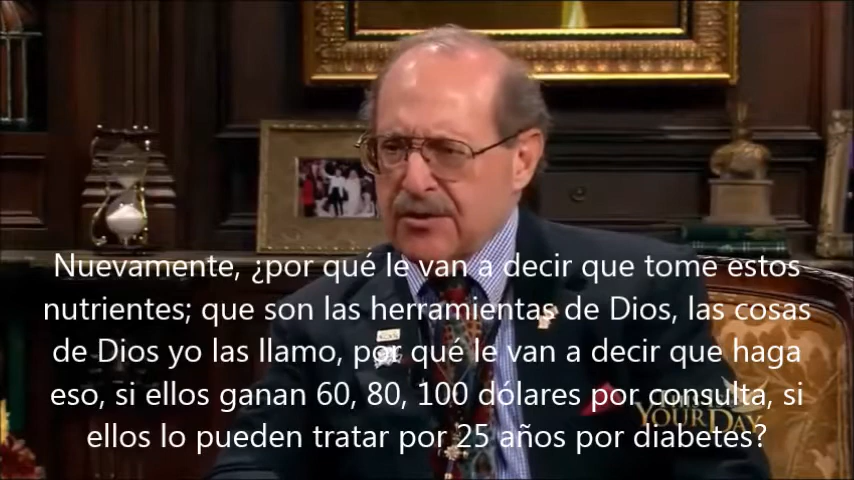 Nuevamente, ¿por qué le van a decir que tome estos
nutrientes; que son las herramientas de Dios, las cosas
de Dios yo las llamo, por qué le van a decir que haga
eso, si ellos ganan 60, 80, 100 dólares por consulta, si
ellos lo pueden tratar por 25 años por diabetes?
YOUR DAY